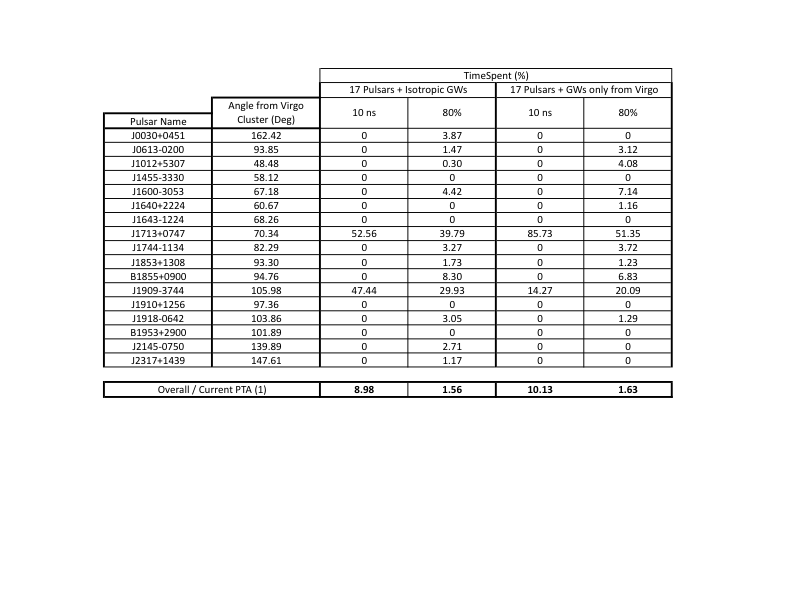 TimeSpent (%)
17 Pulsars + Isotropic GWs 17 Pulsars + GWs only from Virgo
Pulsar Name Angle from Virgo Cluster (Deg) 10 ns 80% 10 ns 80%
J0030+0451 162.42 0 3.87 0 0
J0613-0200 93.85 0 1.47 0 3.12
J1012+5307 48.48 0 0.30 0 4.08
J1455-3330 58.12 0 0 0 0
J1600-3053 67.18 0 4.42 0 7.14
J1640+2224 60.67 0 0 0 1.16
J1643-1224 68.26 0 0 0 0
J1713+0747 70.34 52.56 39.79 85.73 51.35
J1744-1134 82.29 0 3.27 0 3.72
J1853+1308 93.30 0 1.73 0 1.23
B1855+0900 94.76 0 8.30 0 6.83
J1909-3744 105.98 47.44 29.93 14.27 20.09
J1910+1256 97.36 0 0 0 0
J1918-0642 103.86 0 3.05 0 1.29
B1953+2900 101.89 0 0 0 0
J2145-0750 139.89 0 2.71 0 0
J2317+1439 147.61 0 1.17 0 0
Overall / Current PTA (1) 8.98 1.56 10.13 1.63